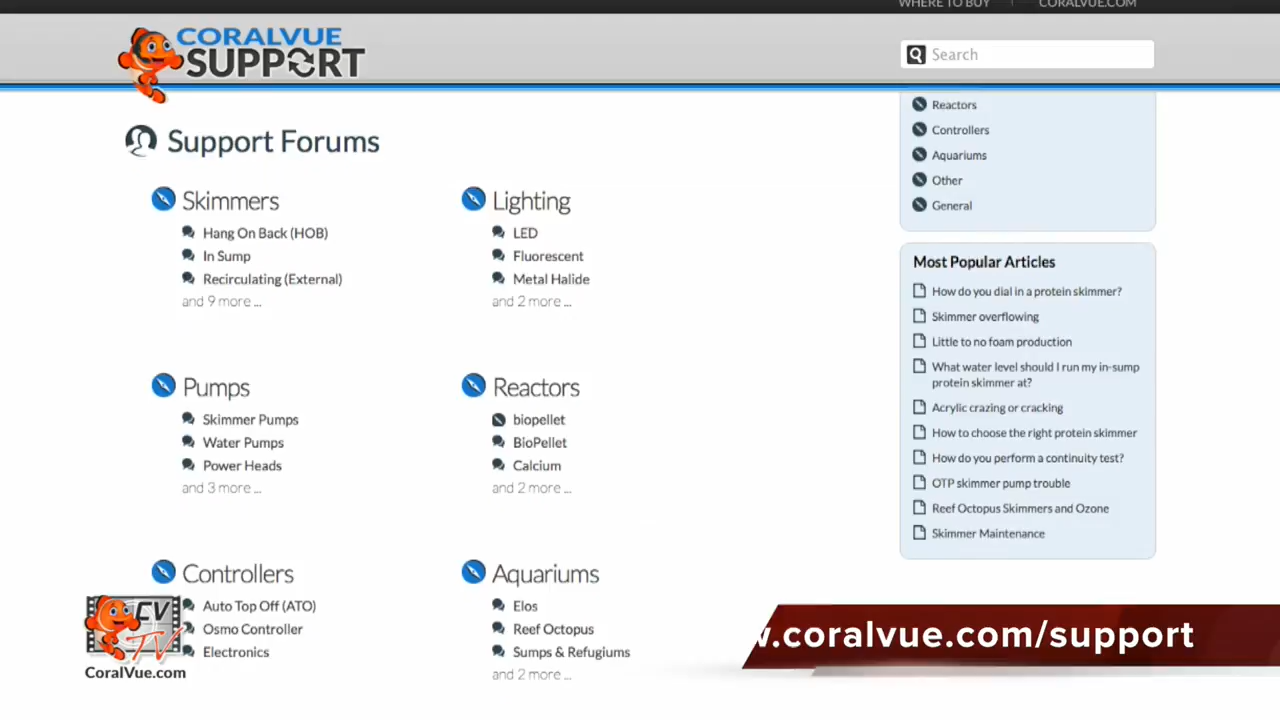 WHERE TO BUY
CORALVUE.COM
CORALVUE
SUPPORT
Search
Support Forums
Skimmers
Hang On Back (HOB)
In Sump
Recirculating (External)
and 9 more ...
Lighting
LED
Fluorescent
Metal Halide
and 2 more ...
Pumps
Skimmer Pumps
Water Pumps
Power Heads
and 3 more ...
Reactors
biopellet
BioPellet
Calcium
and 2 more ...
Controllers
Auto Top Off (ATO)
Osmo Controller
Electronics
Aquariums
Elos
Reef Octopus
Sumps & Refugiums
and 2 more ...
Reactors
Controllers
Aquariums
Other
General
Most Popular Articles
How do you dial in a protein skimmer?
Skimmer overflowing
Little to no foam production
What water level should I run my in-sump
protein skimmer at?
Acrylic crazing or cracking
How to choose the right protein skimmer
How do you perform a continuity test?
OTP skimmer pump trouble
Reef Octopus Skimmers and Ozone
Skimmer Maintenance
CV
TV
CoralVue.com
w.coralvue.com/support